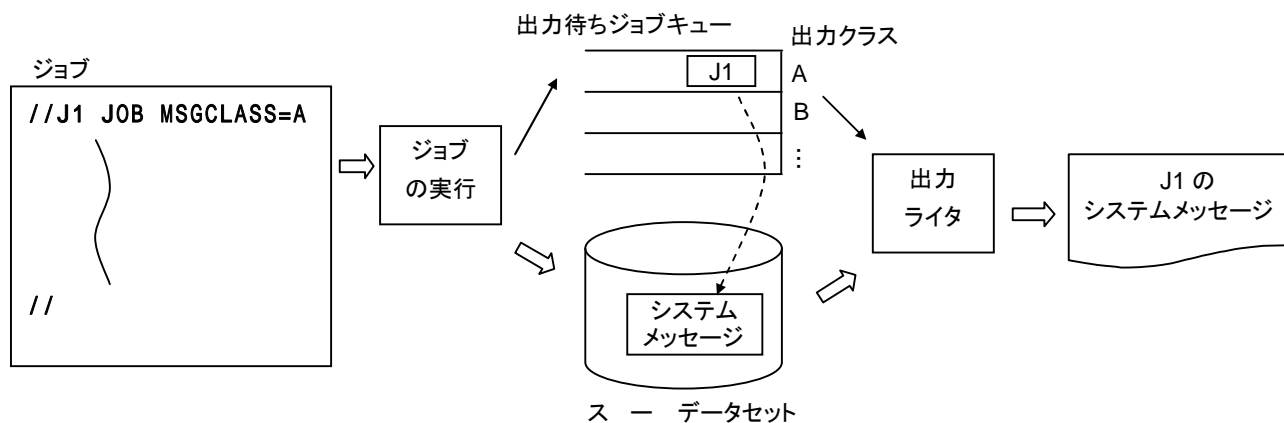 出力待ちジョブキュー
出力クラス
ジョブ
//J1 JOB MSGCLASS=A
//
ジョブ
の実行
J1
A
B
⋮
システム
メッセージ
ス ー データセット
出力
ライタ
J1 の
システムメッセージ